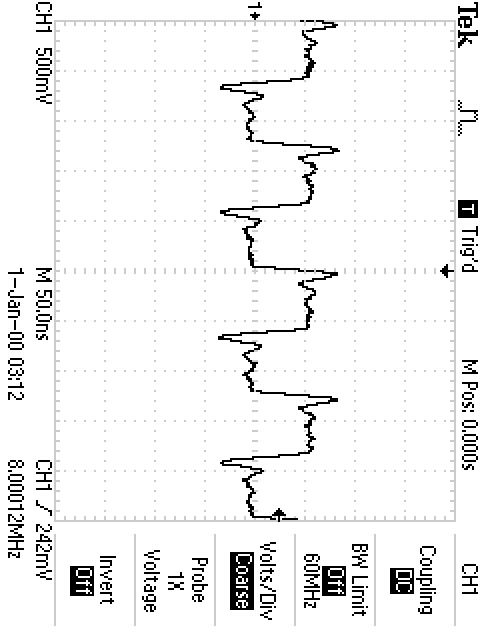 Tek
T Trig'd
M Pos: 0.000s
CH1
Coupling
DC
BW Limit
Off
60MHz
Volts/Div
Coarse
Probe
1X
Voltage
Invert
Off
1
CH1 500mV
M 50.0ns
CH1 / 242mV
1-Jan-00 03:12
8.00012MHz